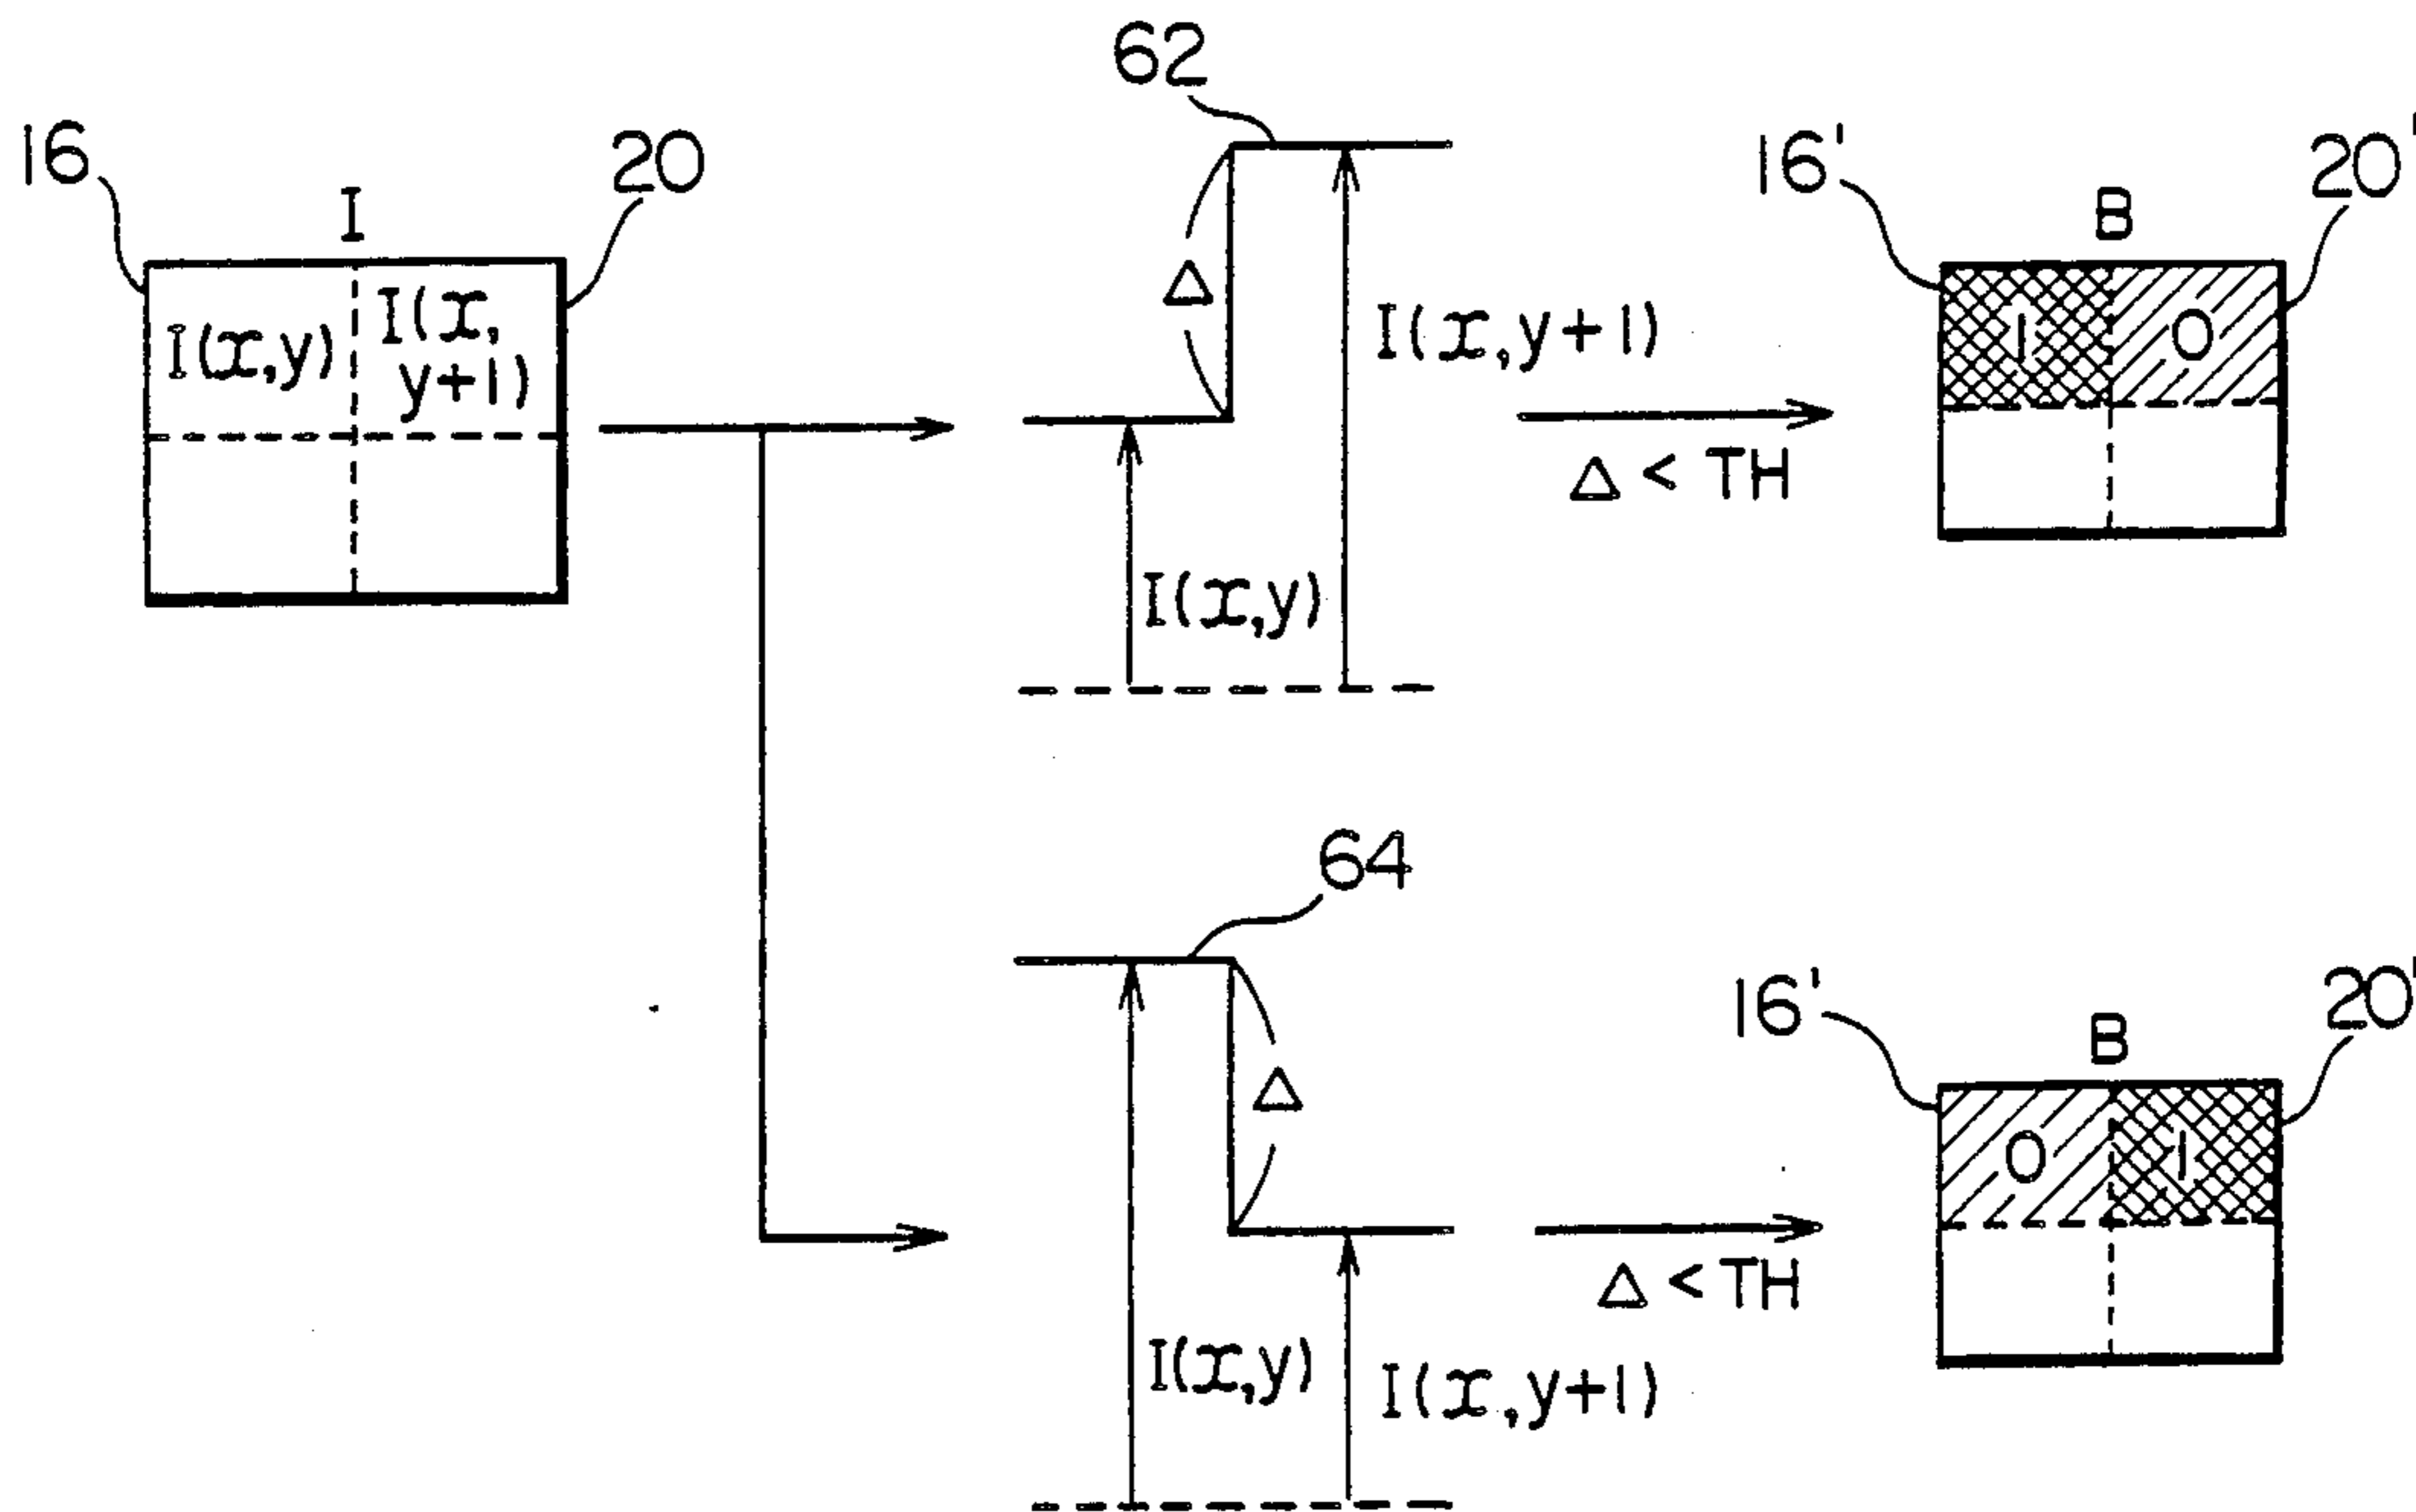 62
16
20
16'
20'
I
B
I(x,y)
I(x,
y+1)
Δ
I(x,y+1)
1
0
Δ < TH
I(x,y)
64
16'
20'
B
Δ
0
1
Δ < TH
I(x,y)
I(x,y+1)